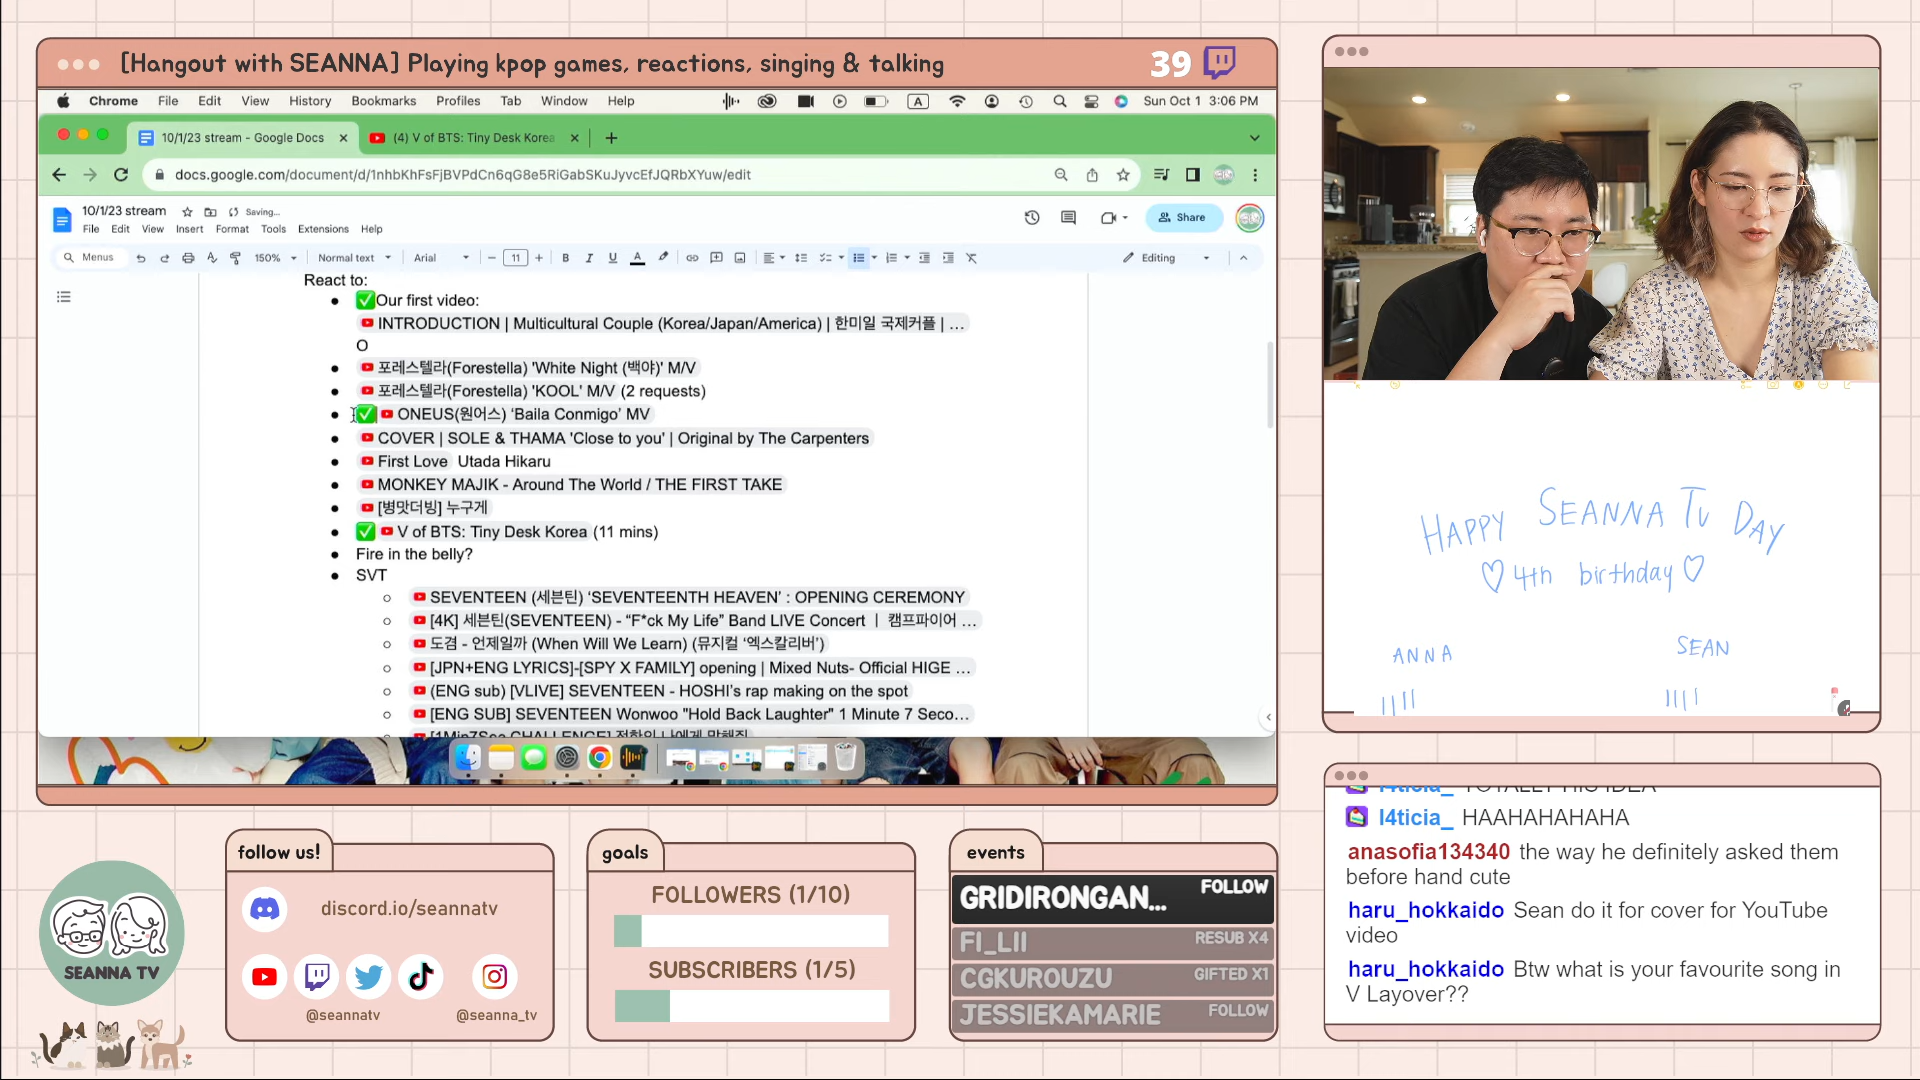 [Hangout with SEANNA] Playing kpop games, reactions, singing & talking
39
Chrome File Edit View History Bookmarks Profiles Tab Window Help
A
Sun Oct 1 3:06 PM
10/1/23 stream - Google Docs
(4) V of BTS: Tiny Desk Korea
docs.google.com/document/d/1nhbKhFsFjBVPdCn6qG8e5RiGabSKuJyvcEfJQRbXYuw/edit
10/1/23 stream
Saving...
File Edit View Insert Format Tools Extensions Help
Share
Menus
150%
Normal text
Arial
11
B I U A
Editing
React to:
✅Our first video:
INTRODUCTION | Multicultural Couple (Korea/Japan/America) | 한미일 국제커플 | ...
O
포레스텔라(Forestella) 'White Night (백야)' M/V
포레스텔라(Forestella) 'KOOL' M/V (2 requests)
✅ ONEUS(원어스) ‘Baila Conmigo’ MV
COVER | SOLE & THAMA 'Close to you' | Original by The Carpenters
First Love Utada Hikaru
MONKEY MAJIK - Around The World / THE FIRST TAKE
[병맛더빙] 누구게
✅ V of BTS: Tiny Desk Korea (11 mins)
Fire in the belly?
SVT
SEVENTEEN (세븐틴) ‘SEVENTEENTH HEAVEN’ : OPENING CEREMONY
[4K] 세븐틴(SEVENTEEN) - “F*ck My Life” Band LIVE Concert ㅣ 캠프파이어 ...
도겸 - 언제일까 (When Will We Learn) (뮤지컬 ‘엑스칼리버’)
[JPN+ENG LYRICS]-[SPY X FAMILY] opening | Mixed Nuts- Official HIGE ...
(ENG sub) [VLIVE] SEVENTEEN - HOSHI’s rap making on the spot
[ENG SUB] SEVENTEEN Wonwoo "Hold Back Laughter" 1 Minute 7 Seco...
HAPPY SEANNA TV DAY
♡ 4th birthday ♡
ANNA
SEAN
l4ticia_ TOTALLY HIS IDEA
l4ticia_ HAAHAHAHAHA
anasofia134340 the way he definitely asked them
before hand cute
haru_hokkaido Sean do it for cover for YouTube
video
haru_hokkaido Btw what is your favourite song in
V Layover??
SEANNA TV
follow us!
discord.io/seannatv
@seannatv
@seanna_tv
goals
FOLLOWERS (1/10)
SUBSCRIBERS (1/5)
events
GRIDIRONGAN... FOLLOW
FI_LII RESUB X4
CGKUROUZU GIFTED X1
JESSIEKAMARIE FOLLOW